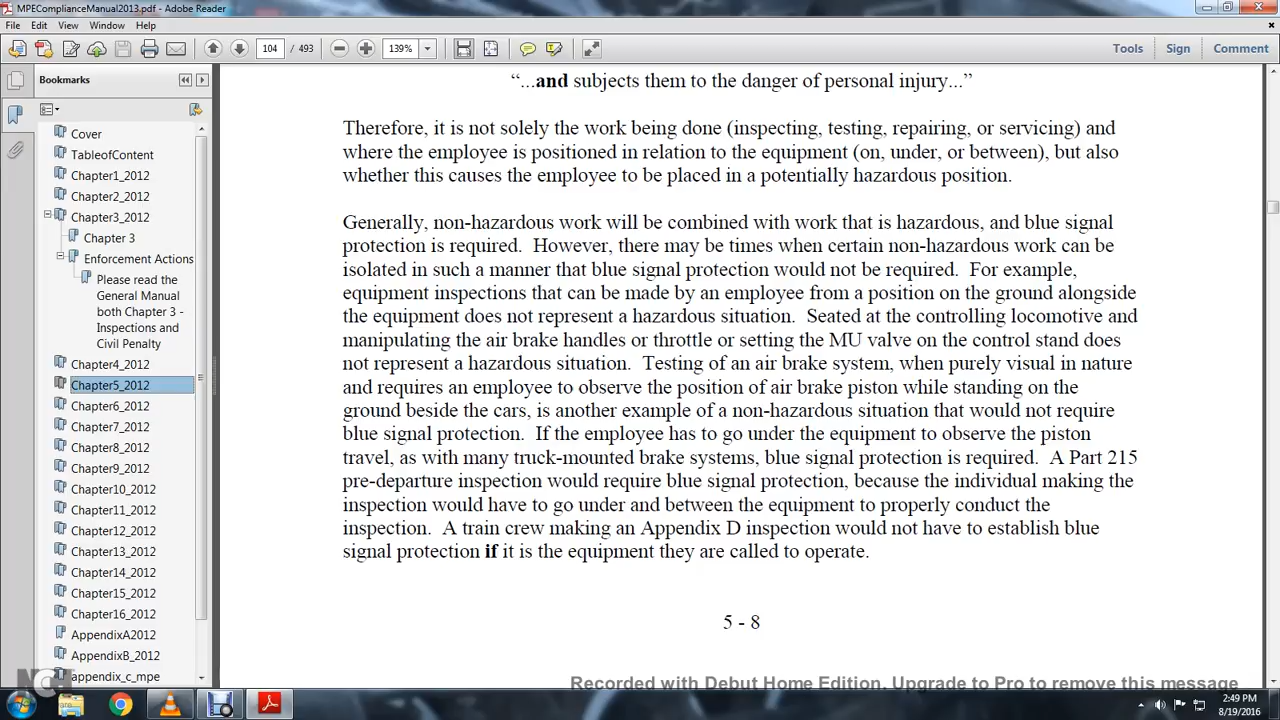 MPEComplianceManual2013.pdf - Adobe Reader
File Edit View Window Help
104 / 493 139% Tools Sign Comment
Bookmarks
Cover
TableofContent
Chapter1_2012
Chapter2_2012
Chapter3_2012
Chapter 3
Enforcement Actions
Please read the
General Manual
both Chapter 3 -
Inspections and
Civil Penalty
Chapter4_2012
Chapter5_2012
Chapter6_2012
Chapter7_2012
Chapter8_2012
Chapter9_2012
Chapter10_2012
Chapter11_2012
Chapter12_2012
Chapter13_2012
Chapter14_2012
Chapter15_2012
Chapter16_2012
AppendixA2012
AppendixB_2012
appendix_c_mpe
“...and subjects them to the danger of personal injury...”
Therefore, it is not solely the work being done (inspecting, testing, repairing, or servicing) and
where the employee is positioned in relation to the equipment (on, under, or between), but also
whether this causes the employee to be placed in a potentially hazardous position.
Generally, non-hazardous work will be combined with work that is hazardous, and blue signal
protection is required. However, there may be times when certain non-hazardous work can be
isolated in such a manner that blue signal protection would not be required. For example,
equipment inspections that can be made by an employee from a position on the ground alongside
the equipment does not represent a hazardous situation. Seated at the controlling locomotive and
manipulating the air brake handles or throttle or setting the MU valve on the control stand does
not represent a hazardous situation. Testing of an air brake system, when purely visual in nature
and requires an employee to observe the position of air brake piston while standing on the
ground beside the cars, is another example of a non-hazardous situation that would not require
blue signal protection. If the employee has to go under the equipment to observe the piston
travel, as with many truck-mounted brake systems, blue signal protection is required. A Part 215
pre-departure inspection would require blue signal protection, because the individual making the
inspection would have to go under and between the equipment to properly conduct the
inspection. A train crew making an Appendix D inspection would not have to establish blue
signal protection if it is the equipment they are called to operate.
5 - 8
Recorded with Debut Home Edition. Upgrade to Pro to remove this message
2:49 PM
8/19/2016